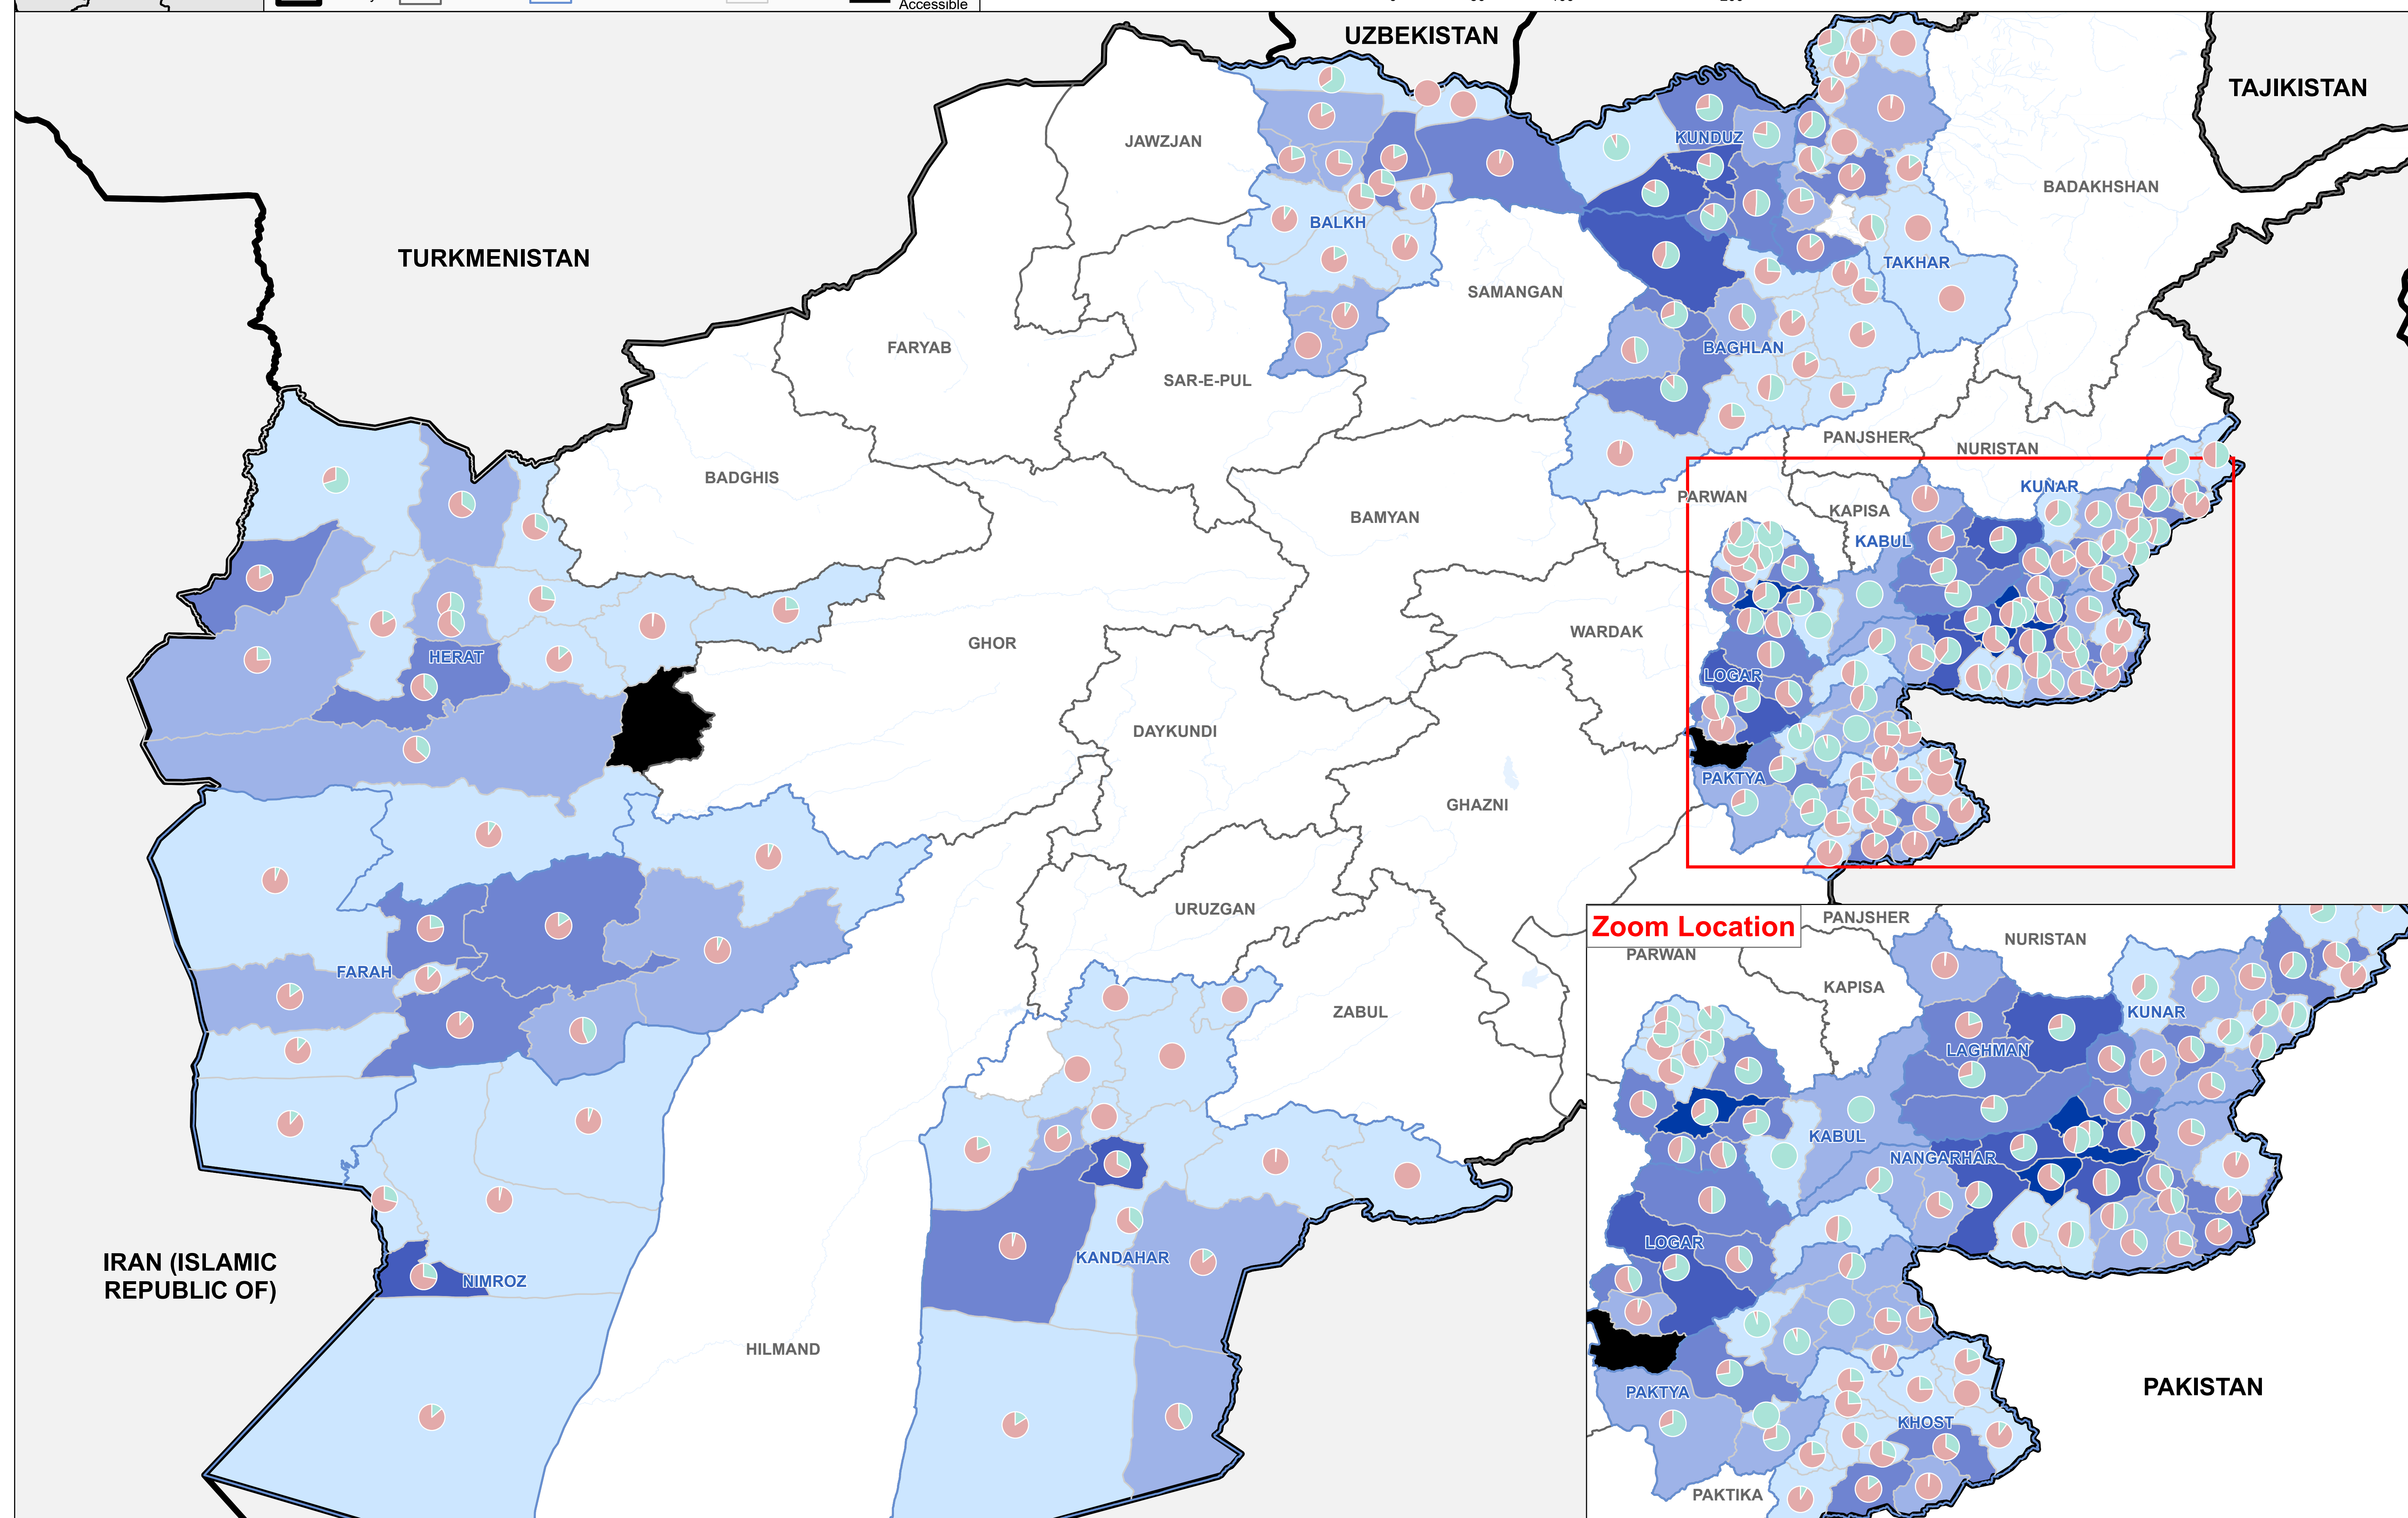 Accessible
UZBEKISTAN
TAJIKISTAN
JAWZJAN
KUNDUZ
BADAKHSHAN
BALKH
TURKMENISTAN
TAKHAR
SAMANGAN
FARYAB
BAGHLAN
SAR-E-PUL
PANJSHER
NURISTAN
BADGHIS
KUNAR
PARWAN
KAPISA
BAMYAN
KABUL
WARDAK
GHOR
HERAT
LOGAR
DAYKUNDI
PAKTYA
GHAZNI
URUZGAN
FARAH
ZABUL
KANDAHAR
IRAN (ISLAMIC
REPUBLIC OF)
NIMROZ
HILMAND
Zoom Location
PANJSHER
PARWAN
NURISTAN
KAPISA
KUNAR
LAGHMAN
KABUL
NANGARHAR
LOGAR
PAKISTAN
PAKTYA
KHOST
PAKTIKA